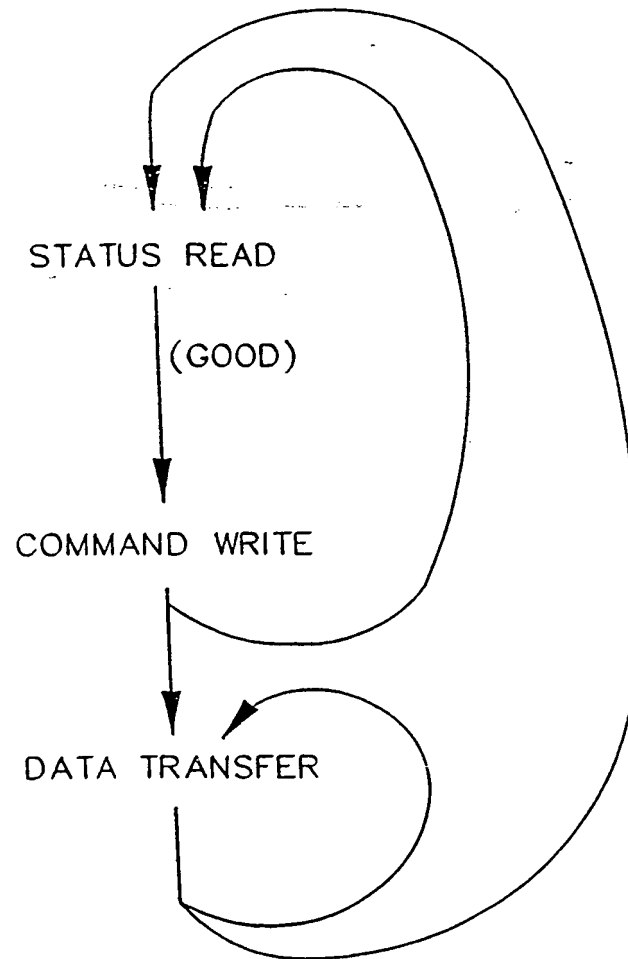 STATUS READ
(GOOD)
COMMAND WRITE
DATA TRANSFER